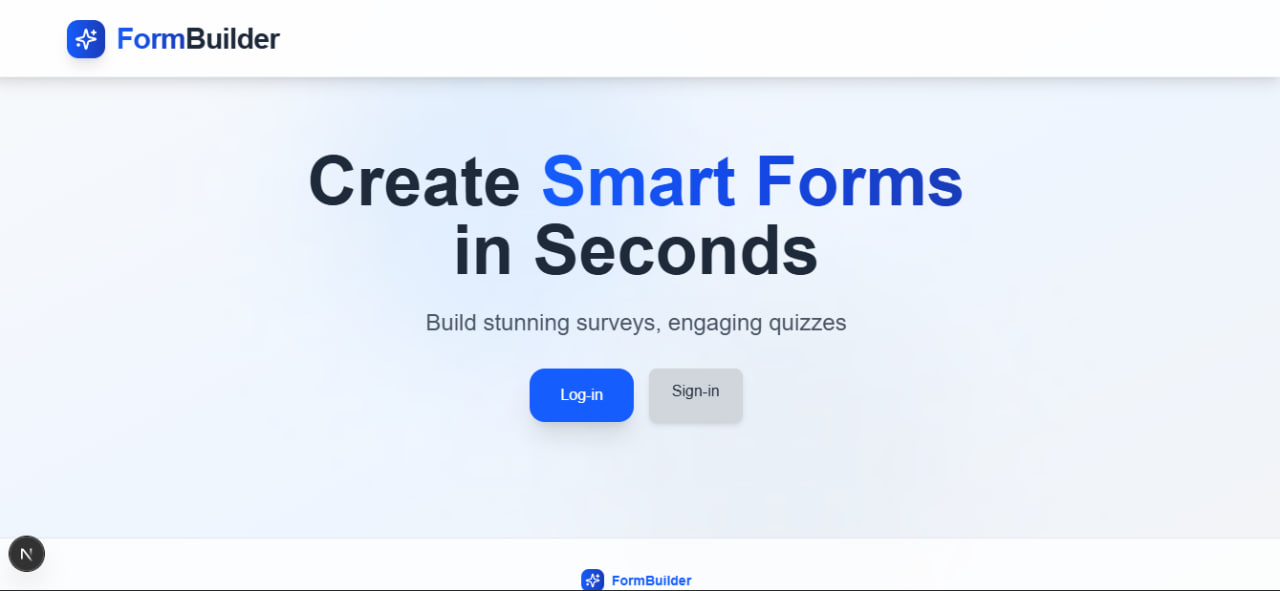 FormBuilder
Create Smart Forms
in Seconds
Build stunning surveys, engaging quizzes
Log-in
Sign-in
N
FormBuilder